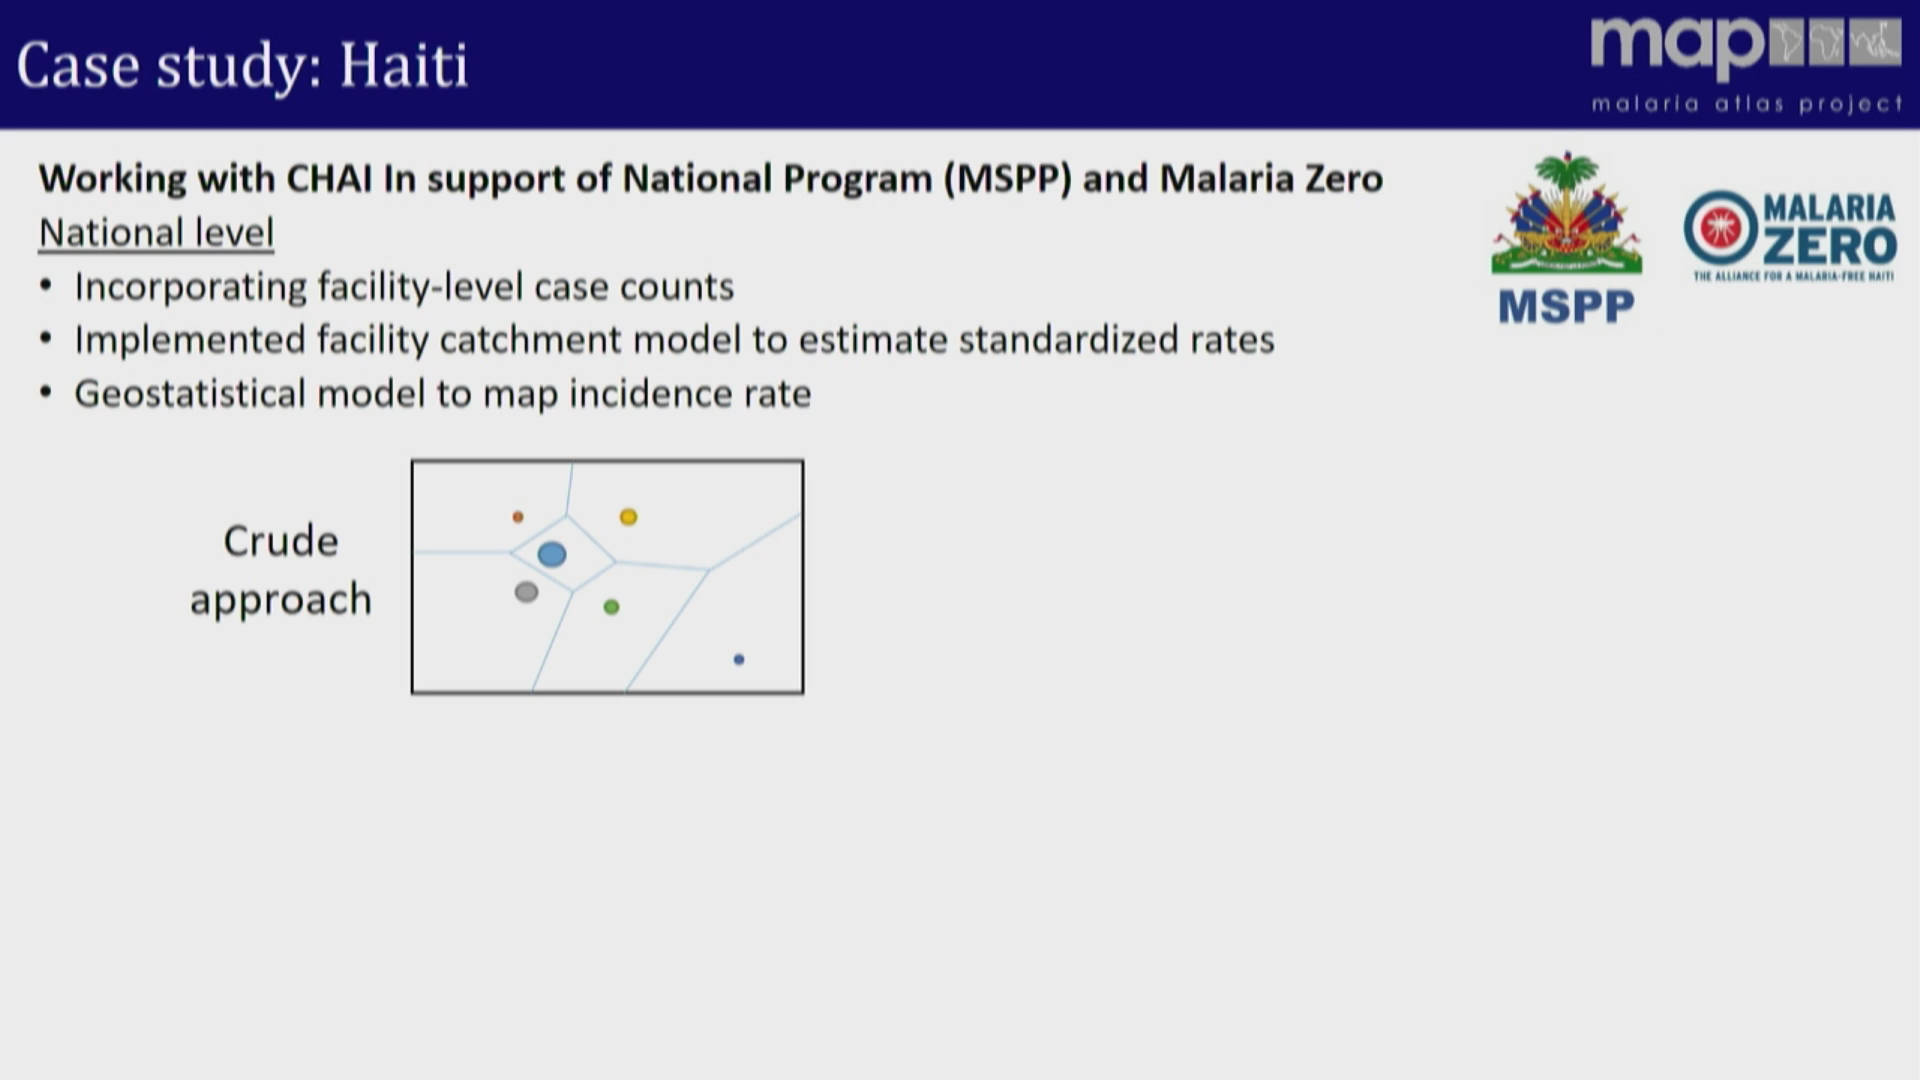 Case study: Haiti
map
malaria atlas project
Working with CHAI In support of National Program (MSPP) and Malaria Zero
National level
• Incorporating facility-level case counts
• Implemented facility catchment model to estimate standardized rates
• Geostatistical model to map incidence rate
MSPP
MALARIA
ZERO
THE ALLIANCE FOR A MALARIA-FREE HAITI
Crude
approach